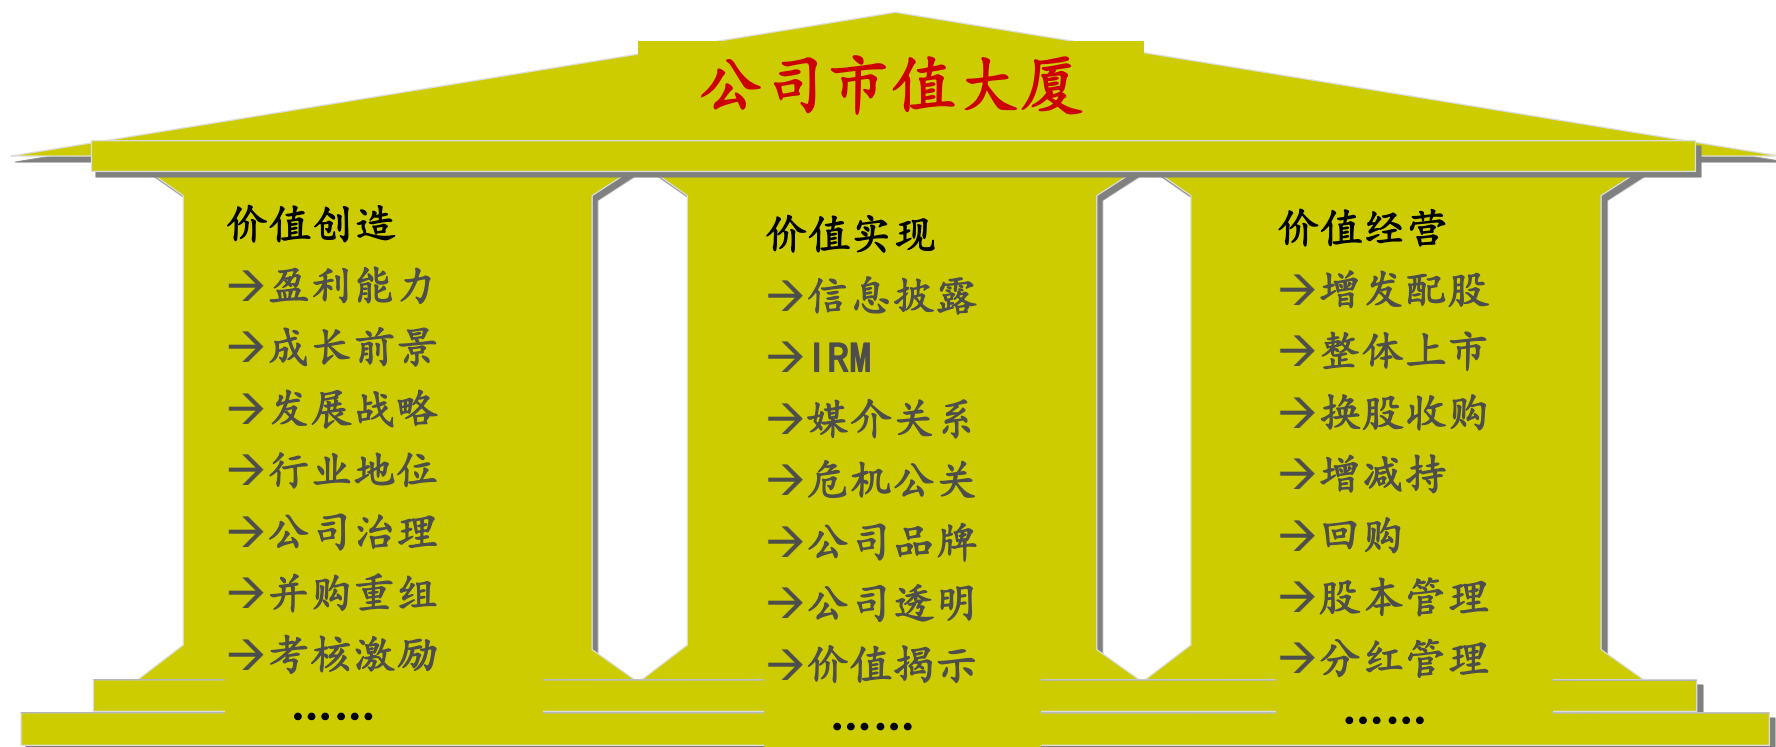 公司市值大厦
价值创造
→盈利能力
→成长前景
→发展战略
→行业地位
→公司治理
→并购重组
→考核激励
……
价值实现
→信息披露
→IRM
→媒介关系
→危机公关
→公司品牌
→公司透明
→价值揭示
……
价值经营
→增发配股
→整体上市
→换股收购
→增减持
→回购
→股本管理
→分红管理
……